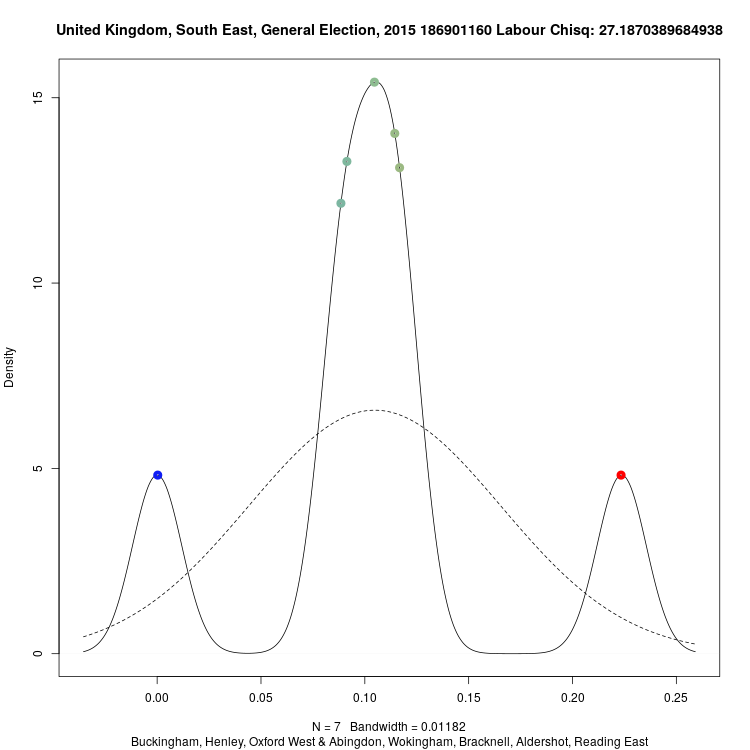 United Kingdom, South East, General Election, 2015 186901160 Labour Chisq: 27.1870389684938
15
10
5
0
Density
0.00 0.05 0.10 0.15 0.20 0.25
N = 7 Bandwidth = 0.01182
Buckingham, Henley, Oxford West & Abingdon, Wokingham, Bracknell, Aldershot, Reading East